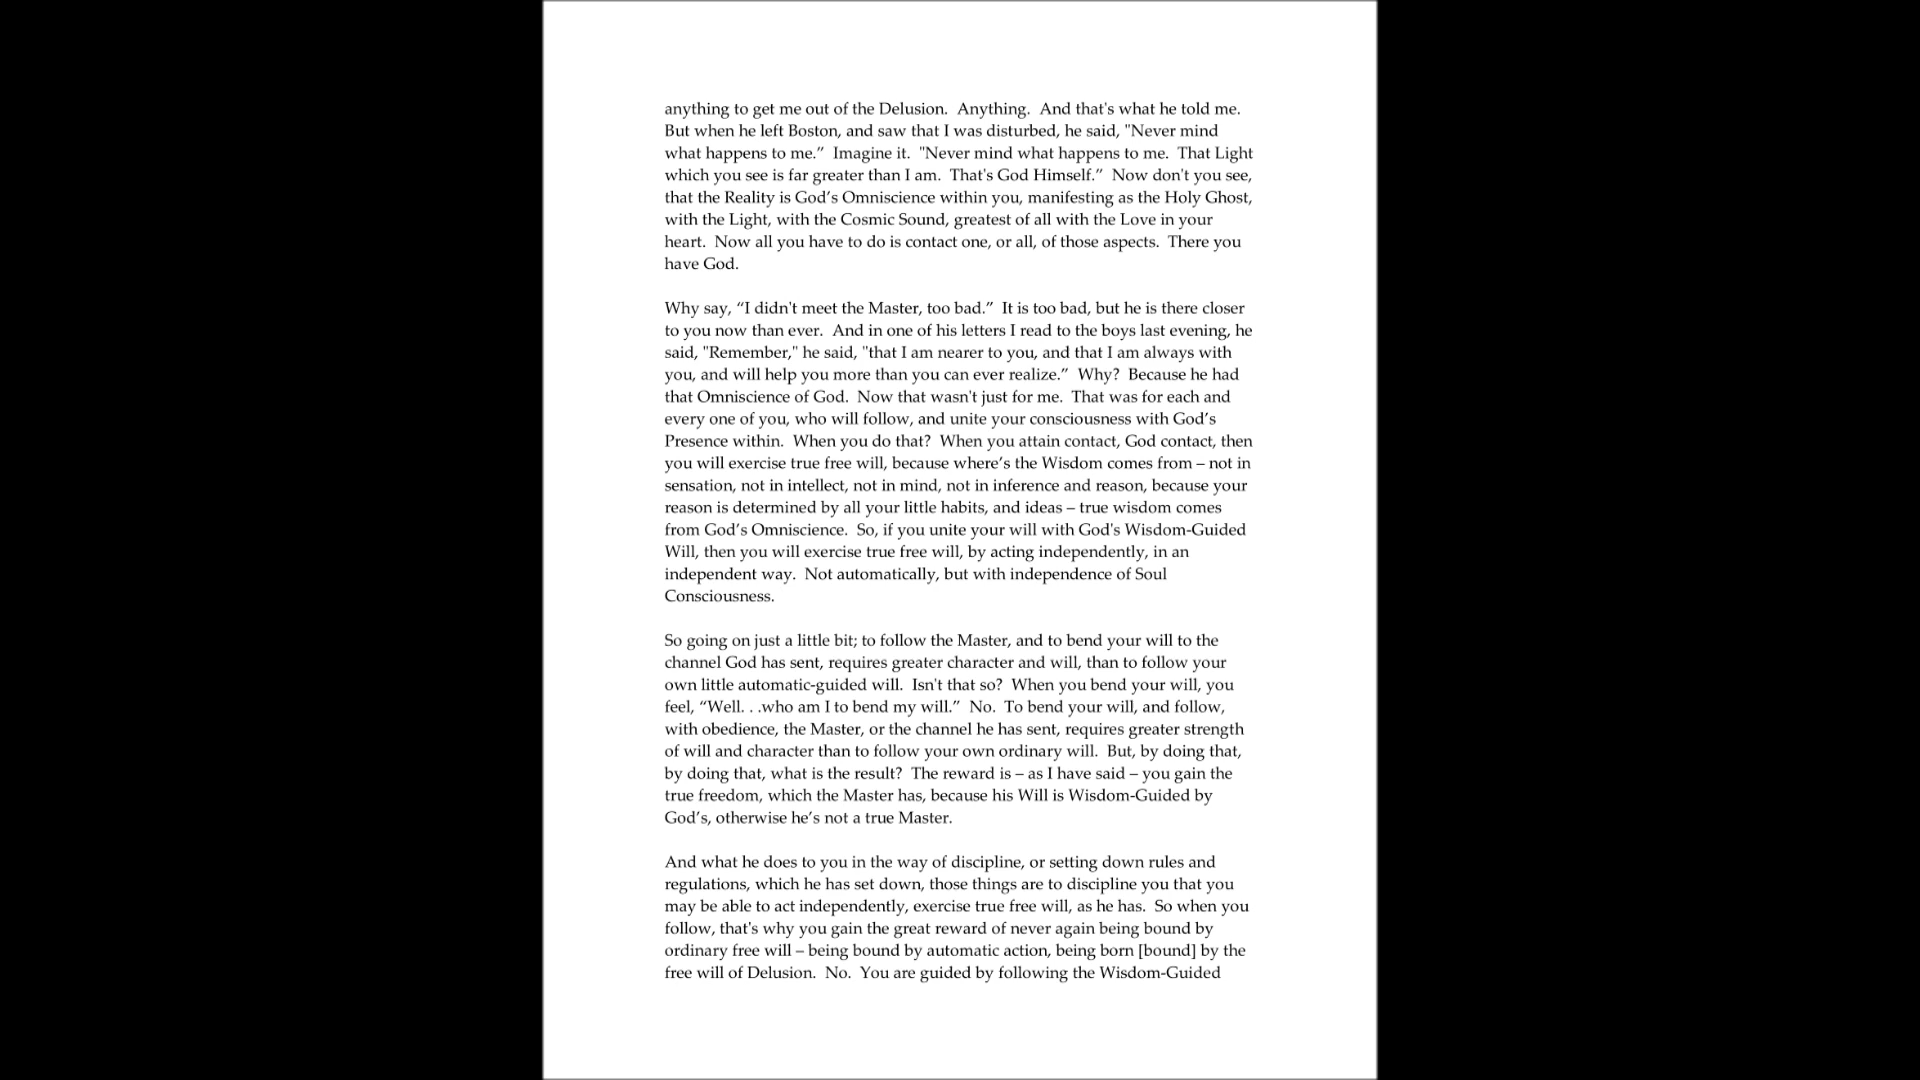 anything to get me out of the Delusion.  Anything.  And that's what he told me.
But when he left Boston, and saw that I was disturbed, he said, "Never mind
what happens to me.”  Imagine it.  "Never mind what happens to me.  That Light
which you see is far greater than I am.  That's God Himself.”  Now don't you see,
that the Reality is God’s Omniscience within you, manifesting as the Holy Ghost,
with the Light, with the Cosmic Sound, greatest of all with the Love in your
heart.  Now all you have to do is contact one, or all, of those aspects.  There you
have God.

Why say, “I didn't meet the Master, too bad.”  It is too bad, but he is there closer
to you now than ever.  And in one of his letters I read to the boys last evening, he
said, "Remember," he said, "that I am nearer to you, and that I am always with
you, and will help you more than you can ever realize.”  Why?  Because he had
that Omniscience of God.  Now that wasn't just for me.  That was for each and
every one of you, who will follow, and unite your consciousness with God’s
Presence within.  When you do that?  When you attain contact, God contact, then
you will exercise true free will, because where’s the Wisdom comes from – not in
sensation, not in intellect, not in mind, not in inference and reason, because your
reason is determined by all your little habits, and ideas – true wisdom comes
from God’s Omniscience.  So, if you unite your will with God's Wisdom-Guided
Will, then you will exercise true free will, by acting independently, in an
independent way.  Not automatically, but with independence of Soul
Consciousness.

So going on just a little bit; to follow the Master, and to bend your will to the
channel God has sent, requires greater character and will, than to follow your
own little automatic-guided will.  Isn't that so?  When you bend your will, you
feel, “Well. . .who am I to bend my will.”  No.  To bend your will, and follow,
with obedience, the Master, or the channel he has sent, requires greater strength
of will and character than to follow your own ordinary will.  But, by doing that,
by doing that, what is the result?  The reward is – as I have said – you gain the
true freedom, which the Master has, because his Will is Wisdom-Guided by
God’s, otherwise he’s not a true Master.

And what he does to you in the way of discipline, or setting down rules and
regulations, which he has set down, those things are to discipline you that you
may be able to act independently, exercise true free will, as he has.  So when you
follow, that's why you gain the great reward of never again being bound by
ordinary free will – being bound by automatic action, being born [bound] by the
free will of Delusion.  No.  You are guided by following the Wisdom-Guided